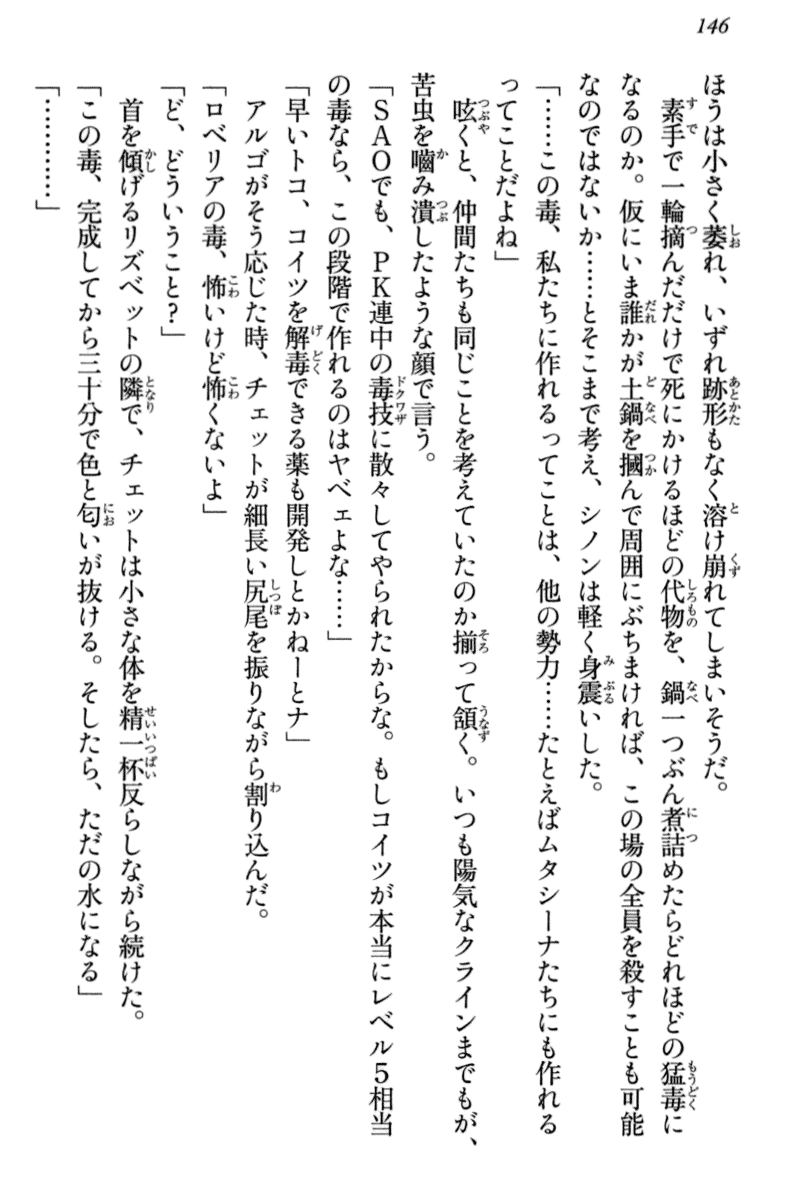 146
ほうは小さく萎れ、いずれ跡形もなく溶け崩れてしまいそうだ。
　素手で一輪摘んだだけで死にかけるほどの代物を、鍋一つぶん煮詰めたらどれほどの猛毒に
なるのか。仮にいま誰かが土鍋を摑んで周囲にぶちまければ、この場の全員を殺すことも可能
なのではないか……とそこまで考え、シノンは軽く身震いした。
「……この毒、私たちに作れるってことは、他の勢力……たとえばムタシーナたちにも作れる
ってことだよね」
　呟くと、仲間たちも同じことを考えていたのか揃って頷く。いつも陽気なクラインまでもが、
苦虫を嚙み潰したような顔で言う。
「ＳＡＯでも、ＰＫ連中の毒技に散々してやられたからな。もしコイツが本当にレベル５相当
の毒なら、この段階で作れるのはヤベェよな……」
「早いトコ、コイツを解毒できる薬も開発しとかねーとナ」
　アルゴがそう応じた時、チェットが細長い尻尾を振りながら割り込んだ。
「ロベリアの毒、怖いけど怖くないよ」
「ど、どういうこと？」
　首を傾げるリズベットの隣で、チェットは小さな体を精一杯反らしながら続けた。
「この毒、完成してから三十分で色と匂いが抜ける。そしたら、ただの水になる」
「…………」